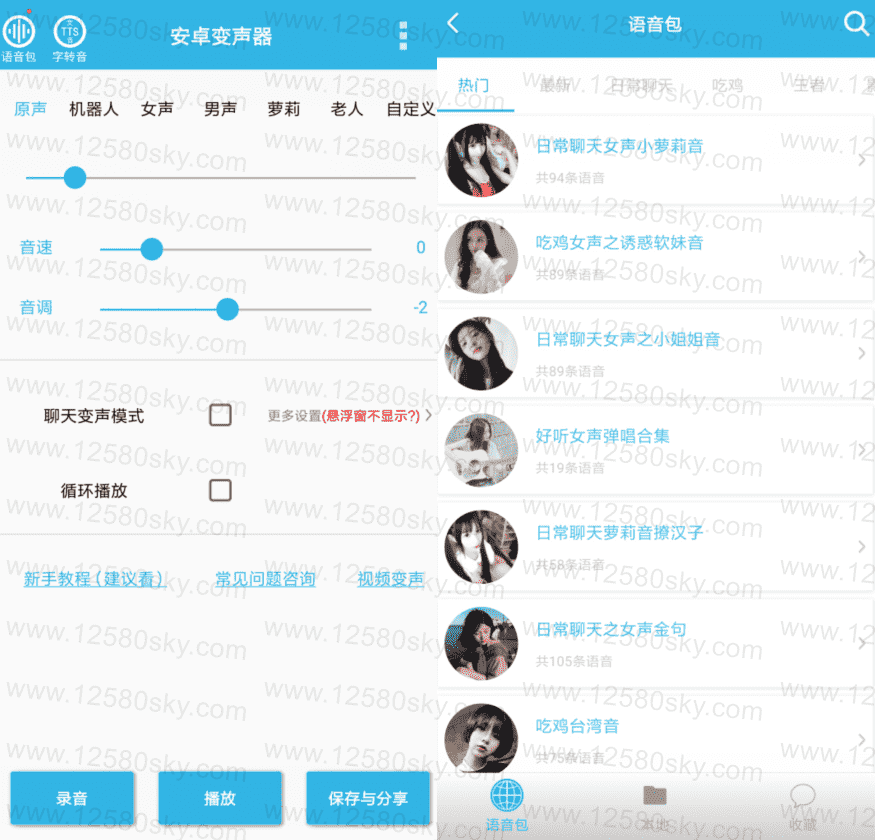 语音包
TTS
字转音
安卓变声器
原声 机器人 女声 男声 萝莉 老人 自定义
音速 0
音调 -2
聊天变声模式 更多设置(悬浮窗不显示?)
循环播放
新手教程(建议看) 常见问题咨询 视频变声
录音 播放 保存与分享
语音包
热门 最新 日常聊天 吃鸡 王者
日常聊天女声小萝莉音
共94条语音
吃鸡女声之诱惑软妹音
共89条语音
日常聊天女声之小姐姐音
共89条语音
好听女声弹唱合集
共19条语音
日常聊天萝莉音撩汉子
共58条语音
日常聊天之女声金句
共105条语音
吃鸡台湾音
共75条语音
语音包 本地 收藏
www.12580sky.com